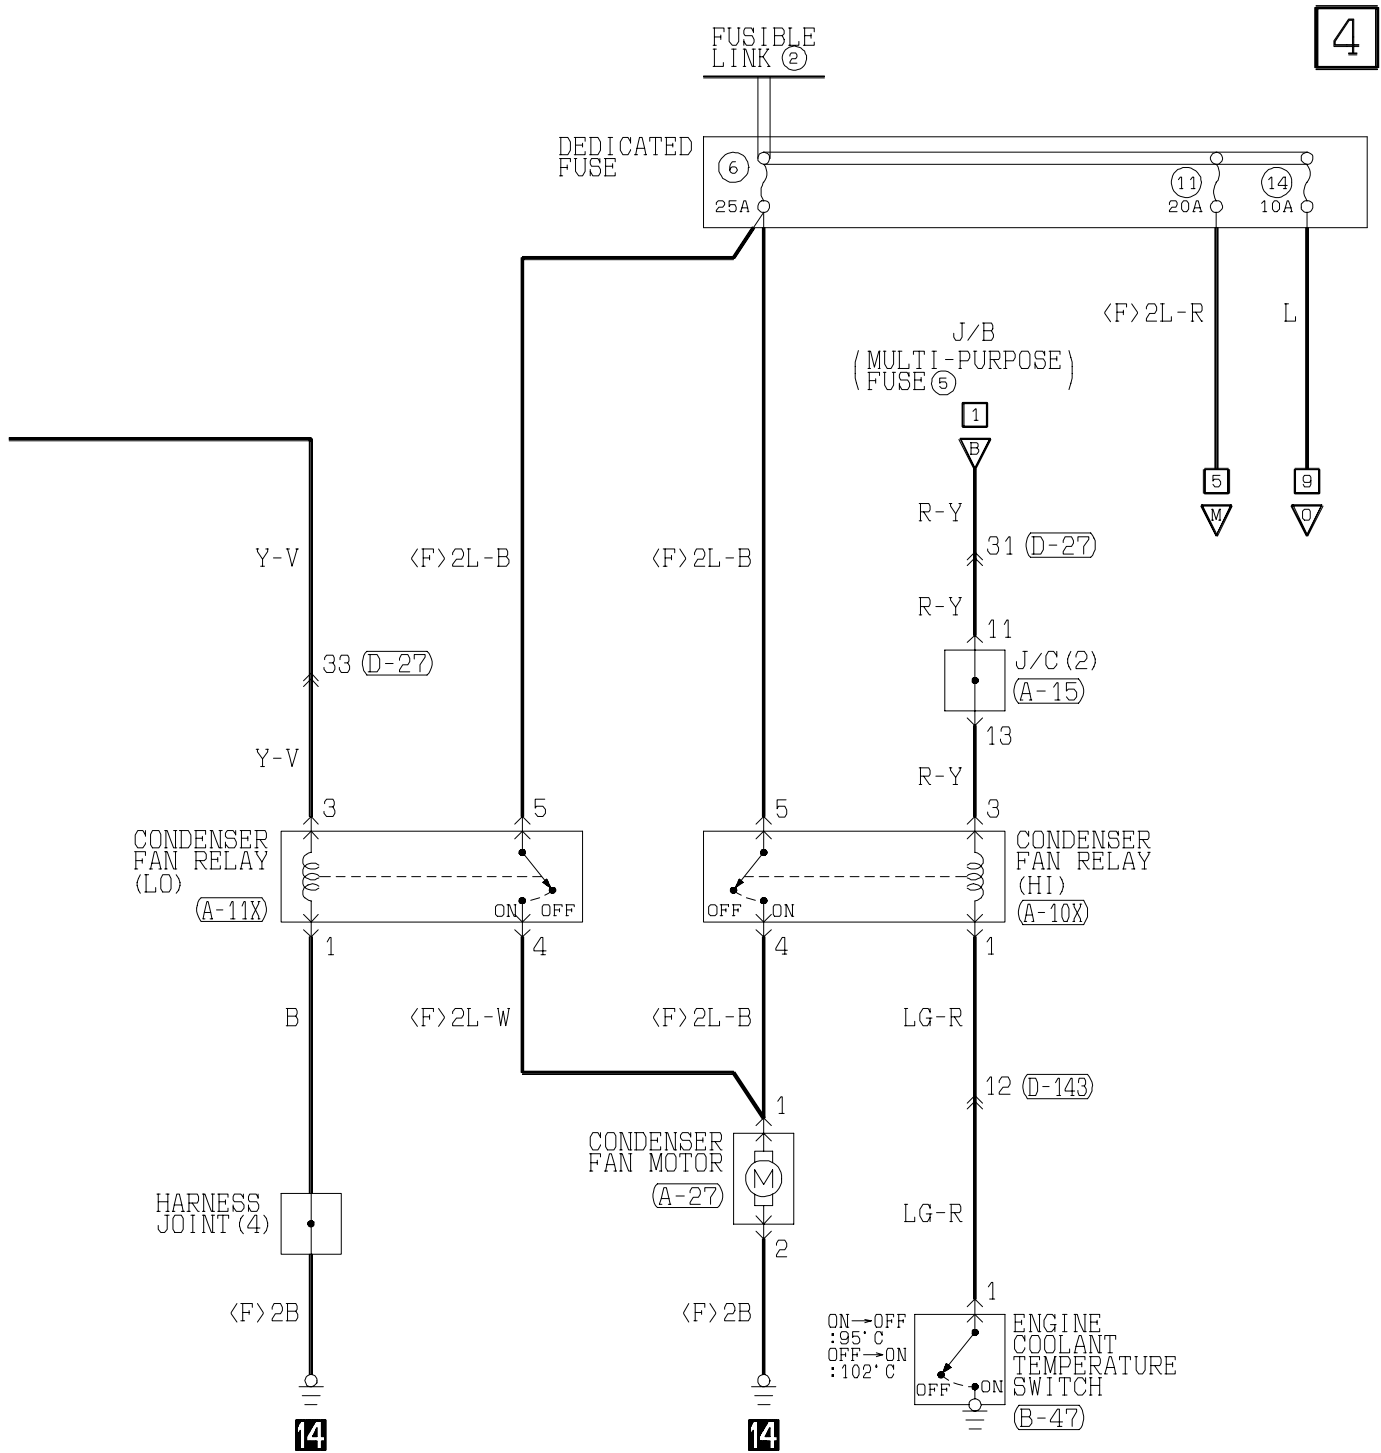 4
FUSIBLE
LINK ②
DEDICATED
FUSE
6
25A
11
20A
14
10A
<F>2L-R
L
J/B
(MULTI-PURPOSE)
FUSE ⑤
1
B
5
M
9
O
R-Y
31 (D-27)
Y-V
<F>2L-B
<F>2L-B
R-Y
11
33 (D-27)
J/C(2)
(A-15)
13
Y-V
R-Y
3
5
5
3
CONDENSER
FAN RELAY
(LO)
(A-11X)
ON OFF
OFF ON
CONDENSER
FAN RELAY
(HI)
(A-10X)
1
4
4
1
B
<F>2L-W
<F>2L-B
LG-R
12 (D-143)
1
CONDENSER
FAN MOTOR
(A-27)
M
2
HARNESS
JOINT(4)
LG-R
<F>2B
<F>2B
1
ON→OFF
:95°C
OFF→ON
:102°C
OFF ON
ENGINE
COOLANT
TEMPERATURE
SWITCH
(B-47)
14
14